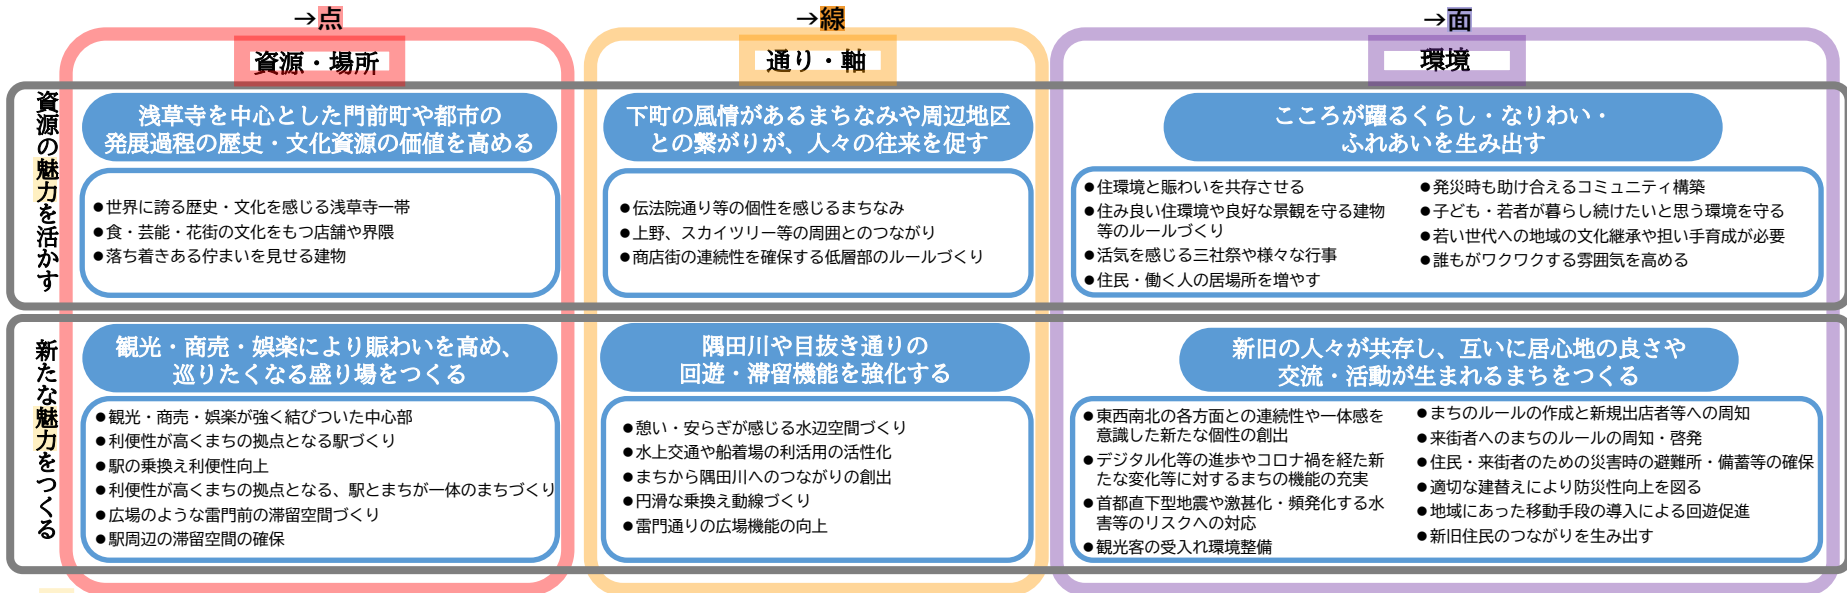 →点
資源・場所
→線
通り・軸
→面
環境
資源の魅力を活かす
浅草寺を中心とした門前町や都市の
発展過程の歴史・文化資源の価値を高める
●世界に誇る歴史・文化を感じる浅草寺一帯
●食・芸能・花街の文化をもつ店舗や界隈
●落ち着きある佇まいを見せる建物
下町の風情があるまちなみや周辺地区
との繋がりが、人々の往来を促す
●伝法院通り等の個性を感じるまちなみ
●上野、スカイツリー等の周囲とのつながり
●商店街の連続性を確保する低層部のルールづくり
こころが躍るくらし・なりわい・
ふれあいを生み出す
●住環境と賑わいを共存させる
●住み良い住環境や良好な景観を守る建物
等のルールづくり
●活気を感じる三社祭や様々な行事
●住民・働く人の居場所を増やす
●発災時も助け合えるコミュニティ構築
●子ども・若者が暮らし続けたいと思う環境を守る
●若い世代への地域の文化継承や担い手育成が必要
●誰もがワクワクする雰囲気を高める
新たな魅力をつくる
観光・商売・娯楽により賑わいを高め、
巡りたくなる盛り場をつくる
●観光・商売・娯楽が強く結びついた中心部
●利便性が高くまちの拠点となる駅づくり
●駅の乗換え利便性向上
●利便性が高くまちの拠点となる、駅とまちが一体のまちづくり
●広場のような雷門前の滞留空間づくり
●駅周辺の滞留空間の確保
隅田川や目抜き通りの
回遊・滞留機能を強化する
●憩い・安らぎが感じる水辺空間づくり
●水上交通や船着場の利活用の活性化
●まちから隅田川へのつながりの創出
●円滑な乗換え動線づくり
●雷門通りの広場機能の向上
新旧の人々が共存し、互いに居心地の良さや
交流・活動が生まれるまちをつくる
●東西南北の各方面との連続性や一体感を
意識した新たな個性の創出
●デジタル化等の進歩やコロナ禍を経た新
たな変化等に対するまちの機能の充実
●首都直下型地震や激甚化・頻発化する水
害等のリスクへの対応
●観光客の受入れ環境整備
●まちのルールの作成と新規出店者等への周知
●来街者へのまちのルールの周知・啓発
●住民・来街者のための災害時の避難所・備蓄等の確保
●適切な建替えにより防災性向上を図る
●地域にあった移動手段の導入による回遊促進
●新旧住民のつながりを生み出す